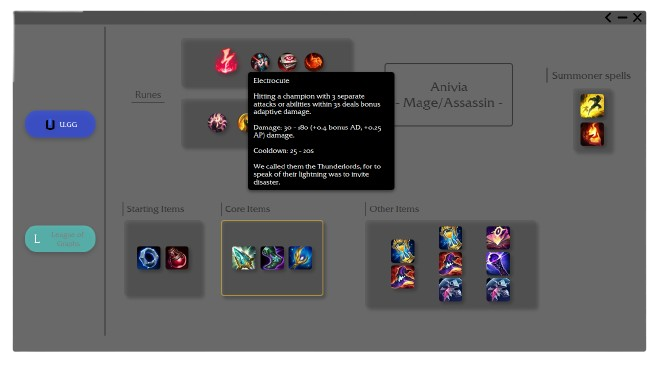 Electrocute
Hitting a champion with 3 separate
attacks or abilities within 3s deals bonus
adaptive damage.
Damage: 30 - 180 (+0.4 bonus AD, +0.25
AP) damage.
Cooldown: 25 - 20s
We called them the Thunderlords, for to
speak of their lightning was to invite
disaster.
Runes
Anivia
- Mage/Assassin -
Summoner spells
U U.GG
L League of
Graphs
Starting Items
Core Items
Other Items